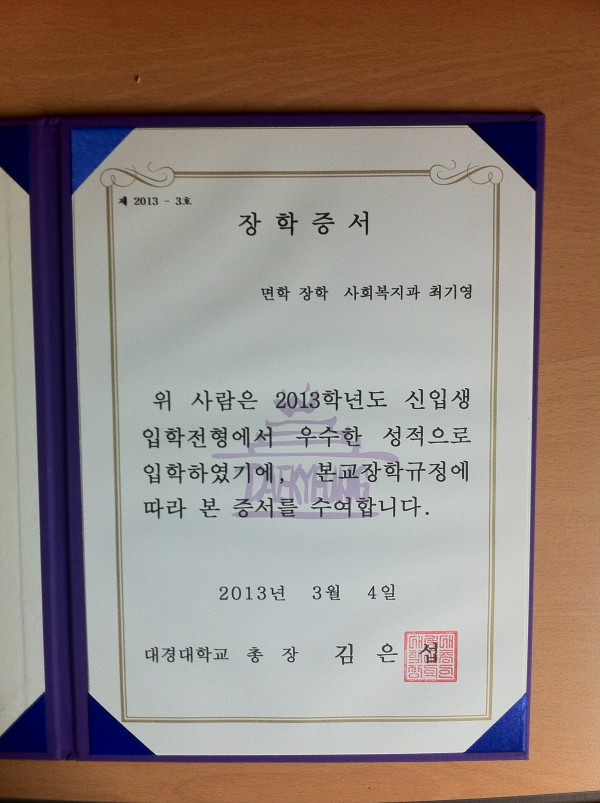 제 2013 - 3호
장 학 증 서
면학 장학 사회복지과 최기영
위 사람은 2013학년도 신입생
입학전형에서 우수한 성적으로
입학하였기에, 본교장학규정에
따라 본 증서를 수여합니다.
TAEKYEUNG
2013년 3월 4일
대경대학교 총 장 김 은 섭